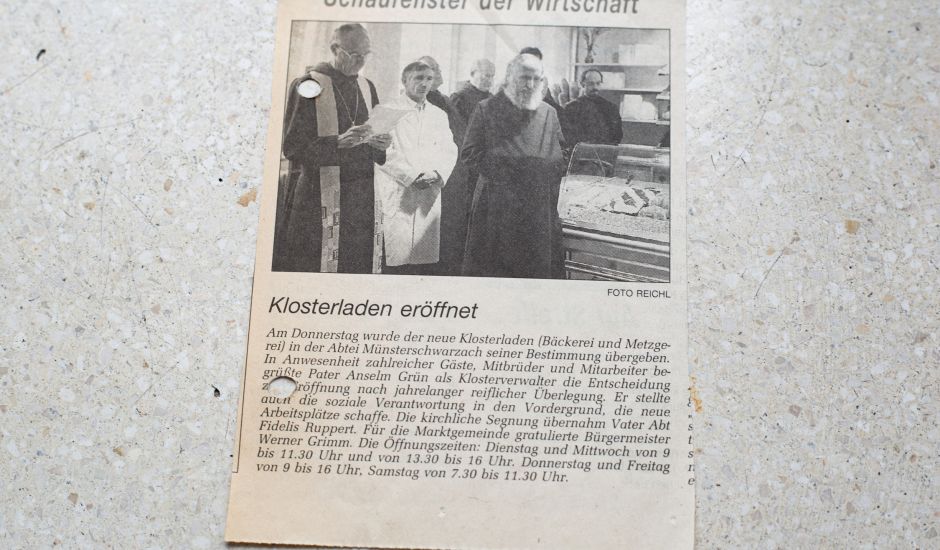 Schaufenster der Wirtschaft
FOTO REICHL
Klosterladen eröffnet
Am Donnerstag wurde der neue Klosterladen (Bäckerei und Metzge-
rei) in der Abtei Münsterschwarzach seiner Bestimmung übergeben.
In Anwesenheit zahlreicher Gäste, Mitbrüder und Mitarbeiter be-
grüßte Pater Anselm Grün als Klosterverwalter die Entscheidung
Eröffnung nach jahrelanger reiflicher Überlegung. Er stellte
auch die soziale Verantwortung in den Vordergrund, die neue
Arbeitsplätze schaffe. Die kirchliche Segnung übernahm Vater Abt
Fidelis Ruppert. Für die Marktgemeinde gratulierte Bürgermeister
Werner Grimm. Die Öffnungszeiten: Dienstag und Mittwoch von 9
bis 11.30 Uhr und von 13.30 bis 16 Uhr. Donnerstag und Freitag
von 9 bis 16 Uhr, Samstag von 7.30 bis 11.30 Uhr.